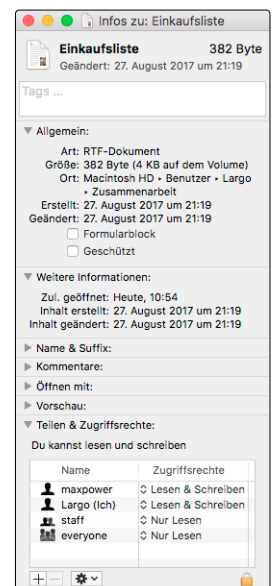 Infos zu: Einkaufsliste
Einkaufsliste 382 Byte
Geändert: 27. August 2017 um 21:19
Tags ...
Allgemein:
Art: RTF-Dokument
Größe: 382 Byte (4 KB auf dem Volume)
Ort: Macintosh HD ▸ Benutzer ▸ Largo
▸ Zusammenarbeit
Erstellt: 27. August 2017 um 21:19
Geändert: 27. August 2017 um 21:19
Formularblock
Geschützt
Weitere Informationen:
Zul. geöffnet: Heute, 10:54
Inhalt erstellt: 27. August 2017 um 21:19
Inhalt geändert: 27. August 2017 um 21:19
Name & Suffix:
Kommentare:
Öffnen mit:
Vorschau:
Teilen & Zugriffsrechte:
Du kannst lesen und schreiben
Name Zugriffsrechte
maxpower Lesen & Schreiben
Largo (Ich) Lesen & Schreiben
staff Nur Lesen
everyone Nur Lesen